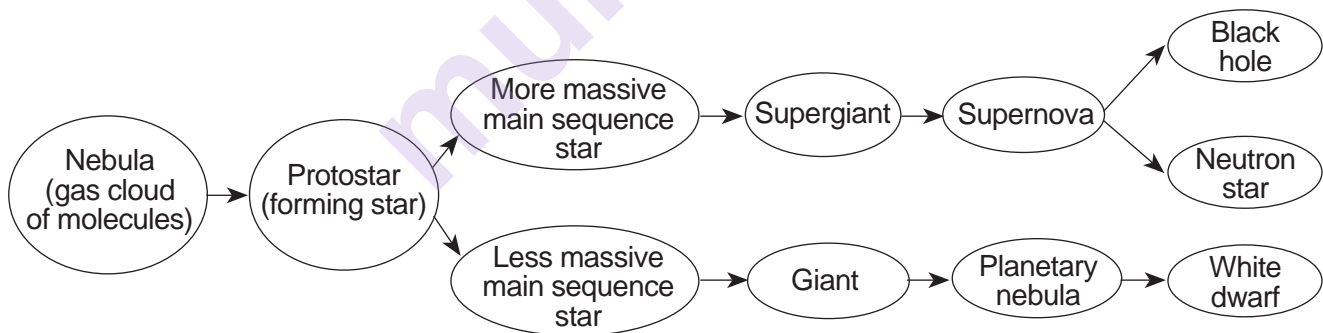 Nebula
(gas cloud
of molecules)
Protostar
(forming star)
More massive
main sequence
star
Supergiant
Supernova
Black
hole
Neutron
star
Less massive
main sequence
star
Giant
Planetary
nebula
White
dwarf